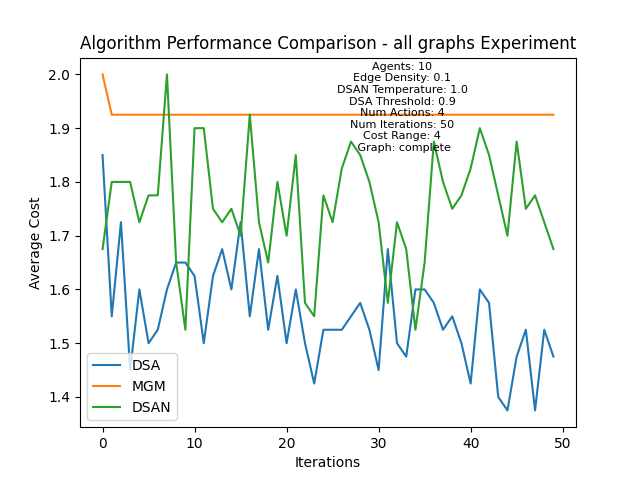 Algorithm Performance Comparison - all graphs Experiment
Agents: 10
Edge Density: 0.1
DSAN Temperature: 1.0
DSA Threshold: 0.9
Num Actions: 4
Num Iterations: 50
Cost Range: 4
Graph: complete
Average Cost
2.0
1.9
1.8
1.7
1.6
1.5
1.4
DSA
MGM
DSAN
0 10 20 30 40 50
Iterations